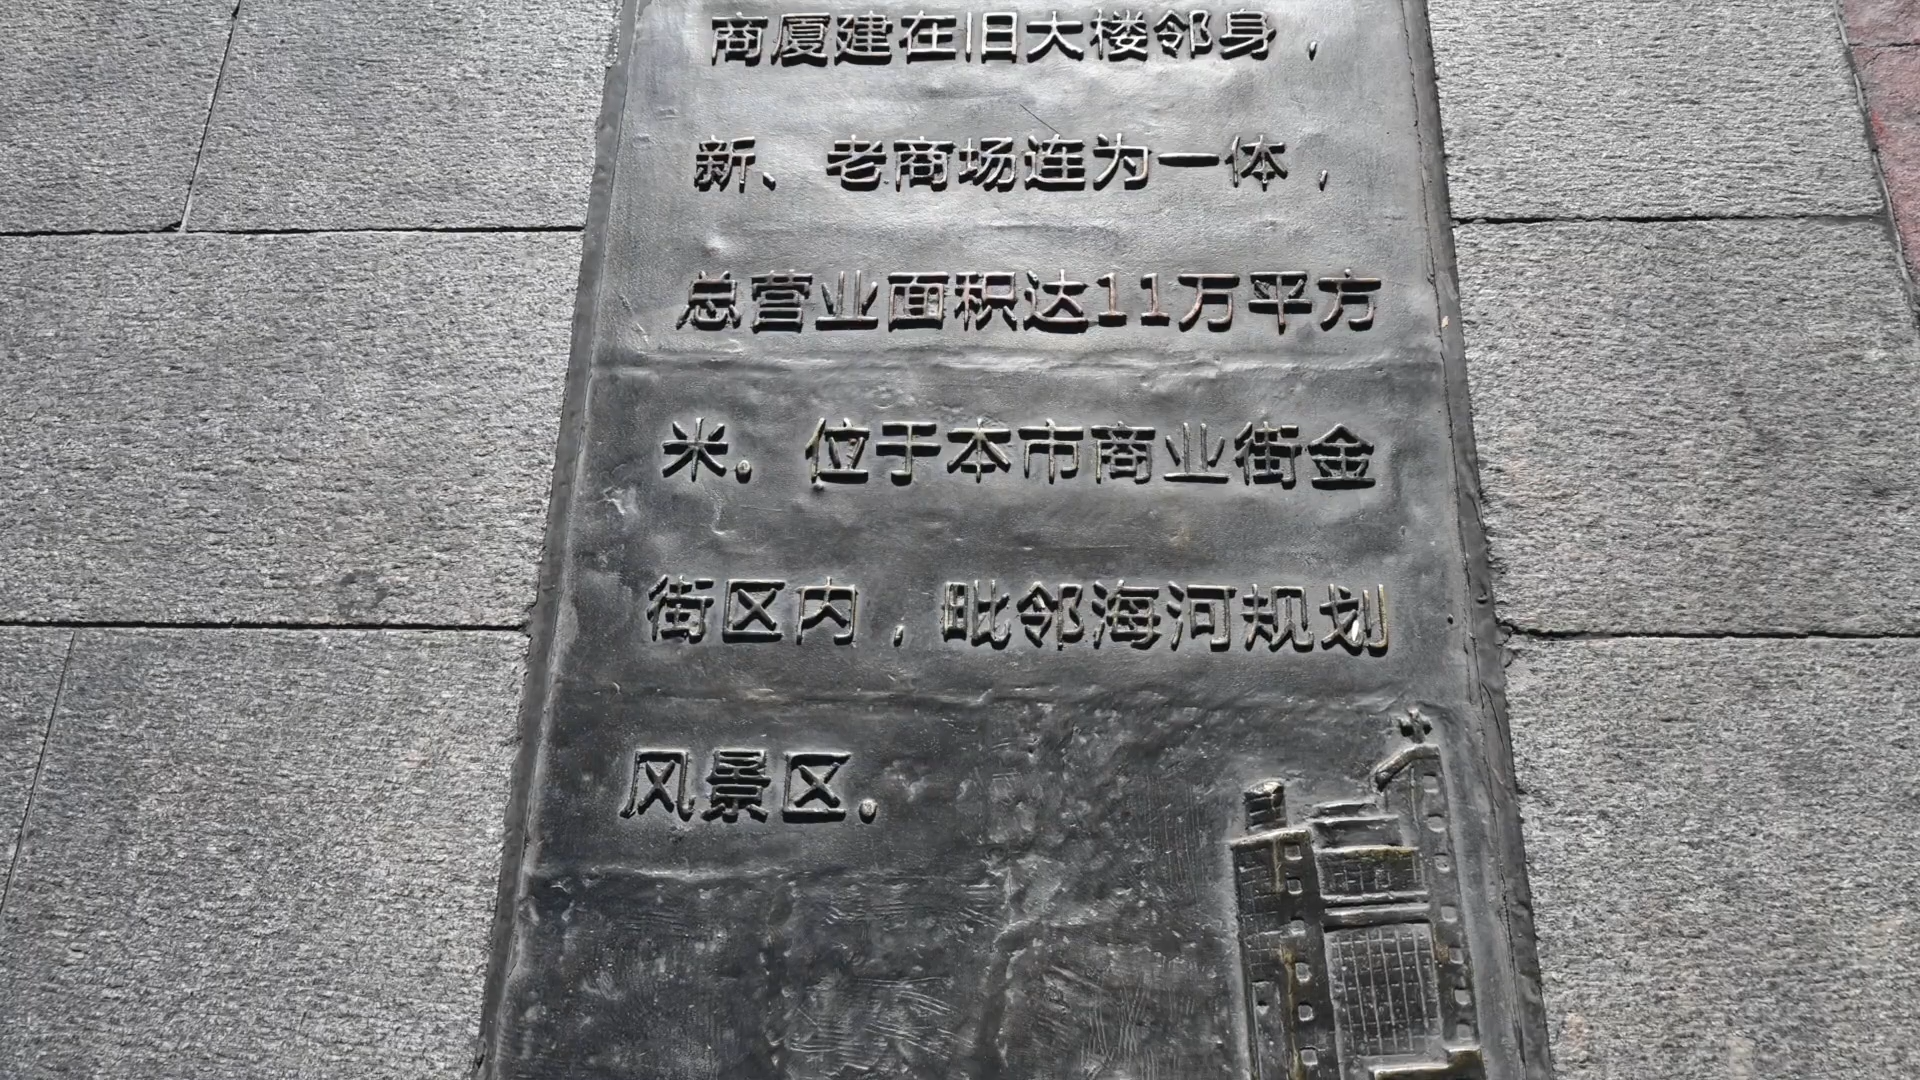 商厦建在旧大楼邻身，
新、老商场连为一体，
总营业面积达11万平方
米。位于本市商业街金
街区内，毗邻海河规划
风景区。